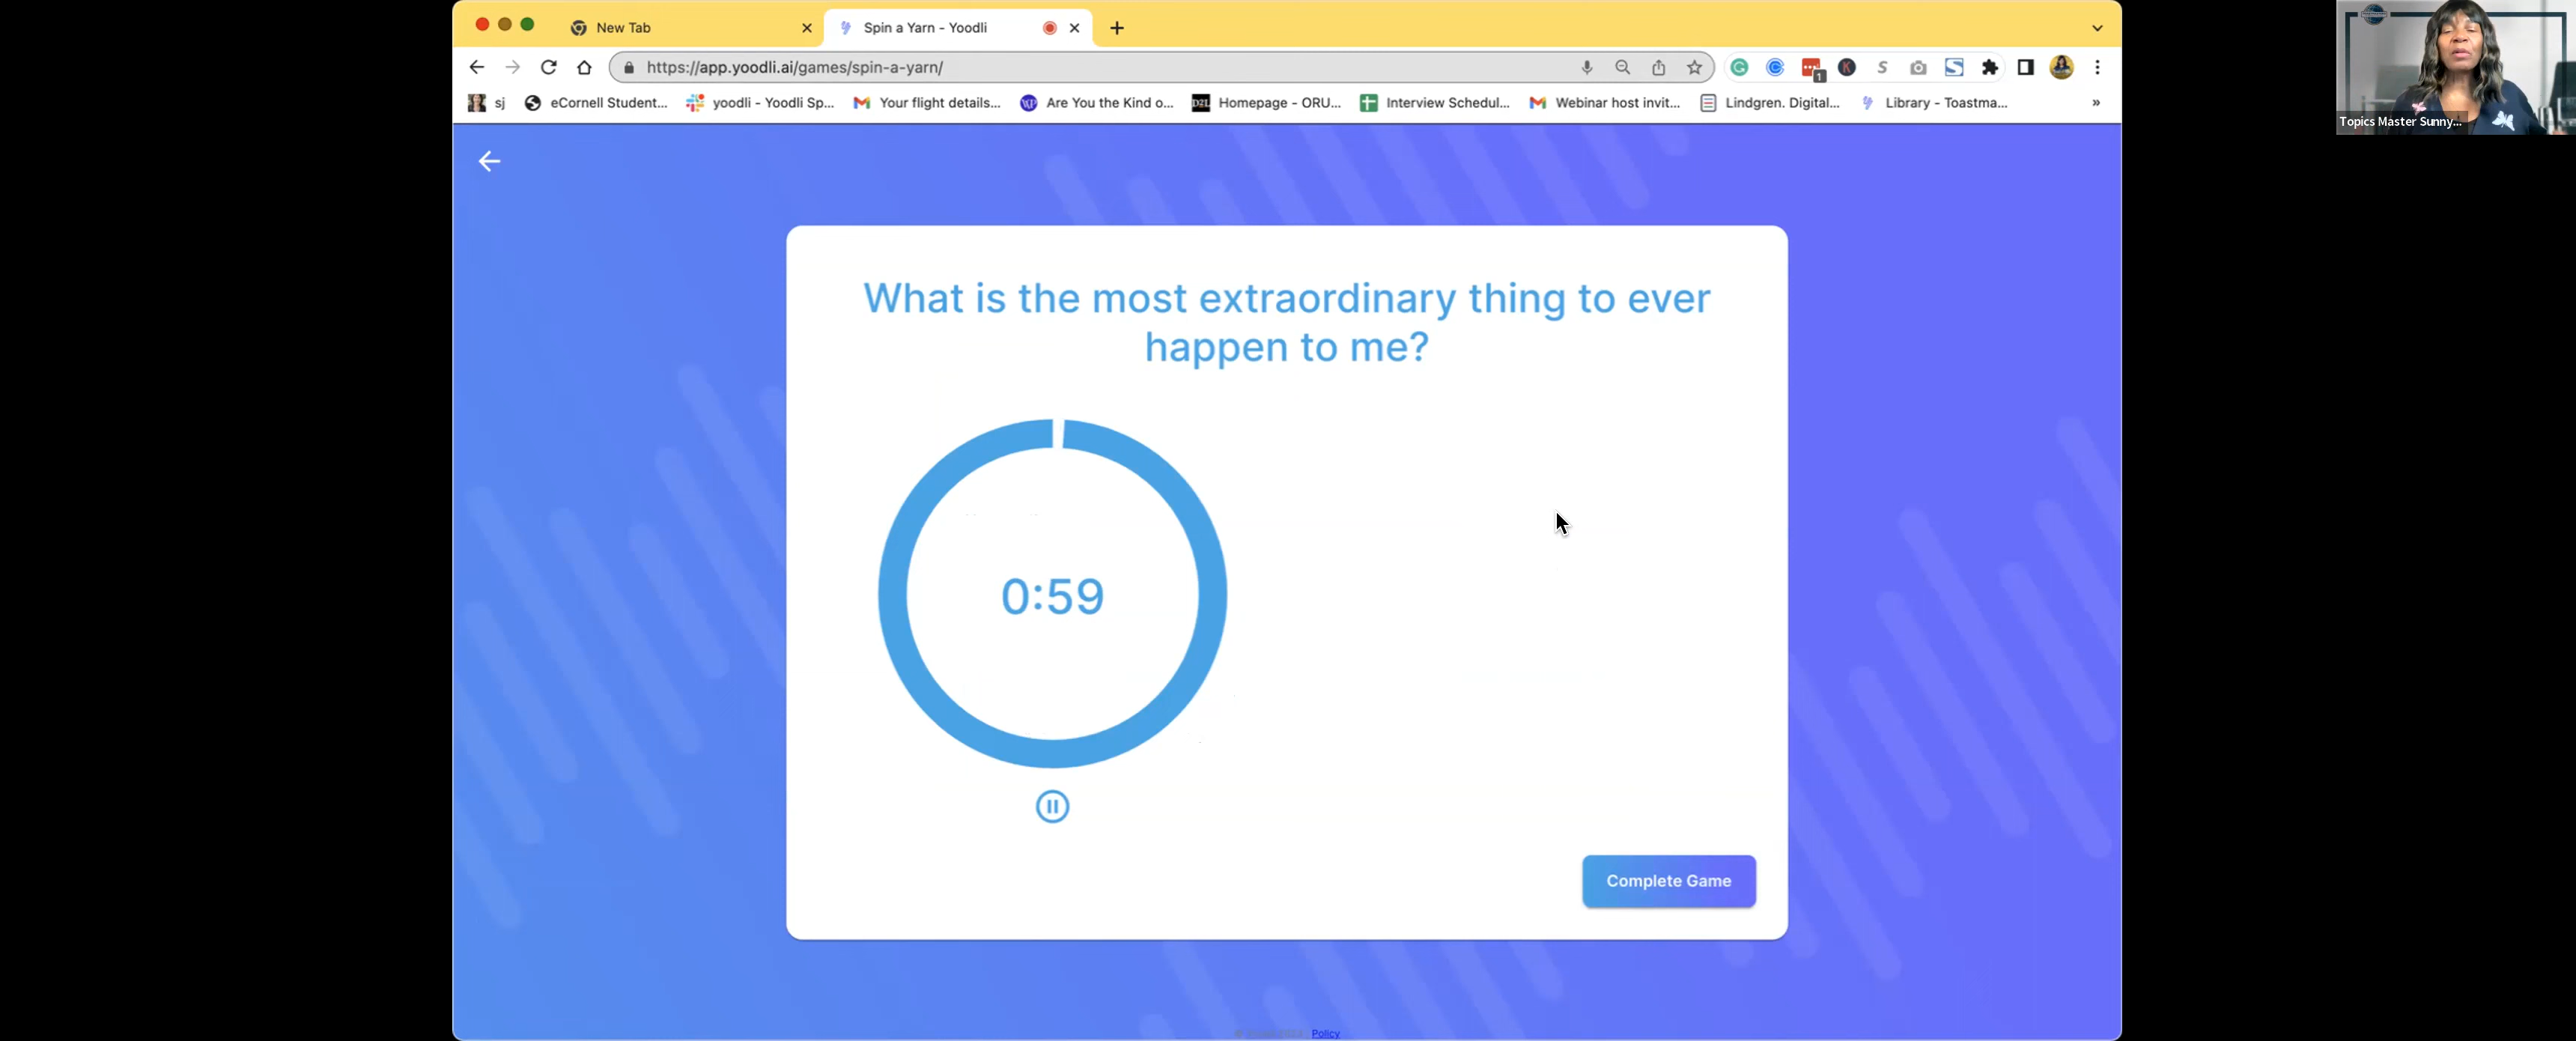 New Tab
Spin a Yarn - Yoodli
https://app.yoodli.ai/games/spin-a-yarn/
1
sj
eCornell Student...
yoodli - Yoodli Sp...
Your flight details...
Are You the Kind o...
D2L
Homepage - ORU...
Interview Schedul...
Webinar host invit...
Lindgren. Digital...
Library - Toastma...
»
Topics Master Sunny...
What is the most extraordinary thing to ever
happen to me?
0:59
Complete Game
Policy